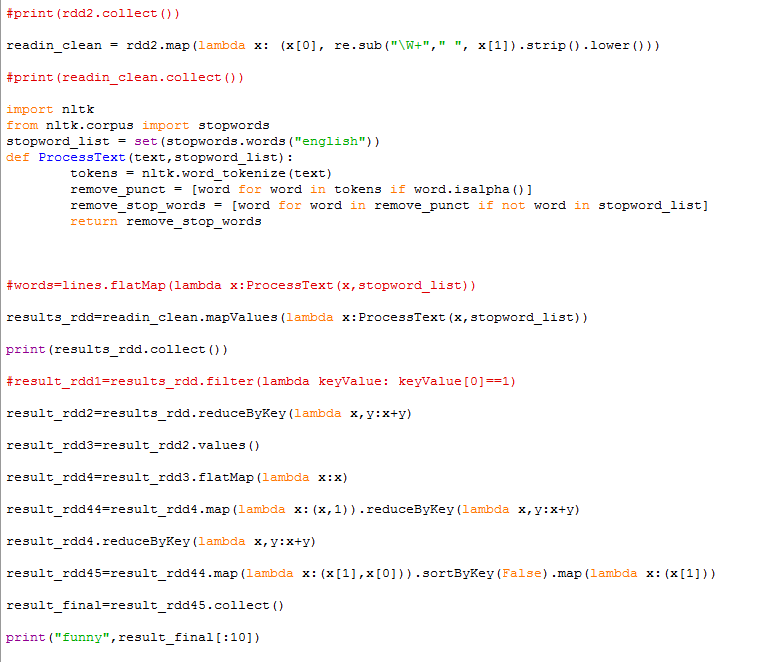 #print(rdd2.collect())
readin_clean = rdd2.map(lambda x: (x[0], re.sub("\W+"," ", x[1]).strip().lower()))
#print(readin_clean.collect())
import nltk
from nltk.corpus import stopwords
stopword_list = set(stopwords.words("english"))
def ProcessText(text,stopword_list):
        tokens = nltk.word_tokenize(text)
        remove_punct = [word for word in tokens if word.isalpha()]
        remove_stop_words = [word for word in remove_punct if not word in stopword_list]
        return remove_stop_words
#words=lines.flatMap(lambda x:ProcessText(x,stopword_list))
results_rdd=readin_clean.mapValues(lambda x:ProcessText(x,stopword_list))
print(results_rdd.collect())
#result_rdd1=results_rdd.filter(lambda keyValue: keyValue[0]==1)
result_rdd2=results_rdd.reduceByKey(lambda x,y:x+y)
result_rdd3=result_rdd2.values()
result_rdd4=result_rdd3.flatMap(lambda x:x)
result_rdd44=result_rdd4.map(lambda x:(x,1)).reduceByKey(lambda x,y:x+y)
result_rdd4.reduceByKey(lambda x,y:x+y)
result_rdd45=result_rdd44.map(lambda x:(x[1],x[0])).sortByKey(False).map(lambda x:(x[1]))
result_final=result_rdd45.collect()
print("funny",result_final[:10])